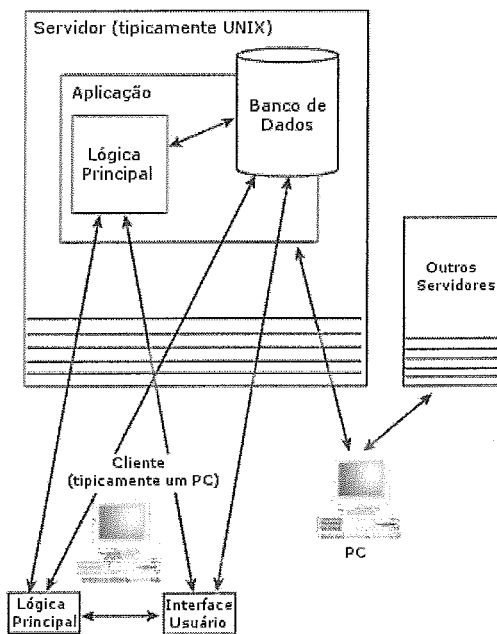 Servidor (tipicamente UNIX)
Aplicação
Banco de
Dados
Lógica
Principal
Outros
Servidores
Cliente
(tipicamente um PC)
PC
Lógica
Principal
Interface
Usuário